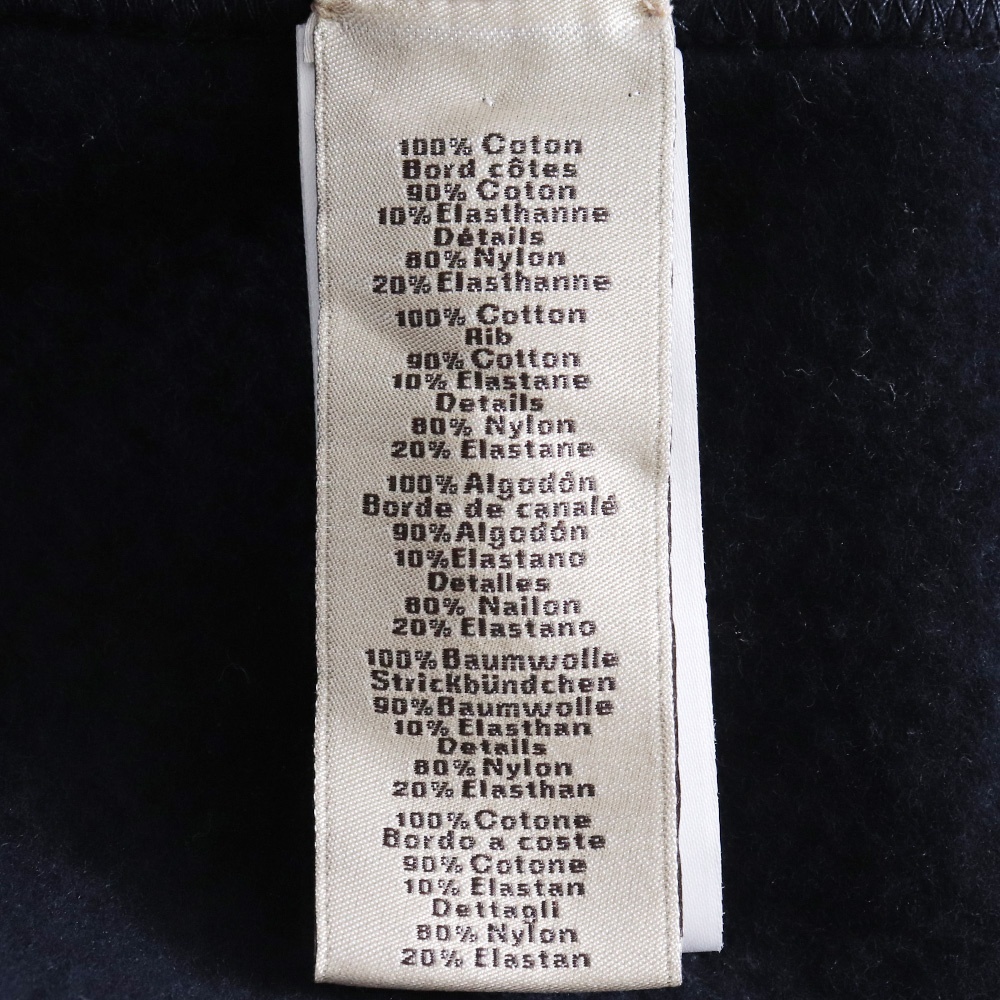 100% Coton
Bord côtes
90% Coton
10% Elasthanne
Détails
80% Nylon
20% Elasthanne
100% Cotton
Rib
90% Cotton
10% Elastane
Details
80% Nylon
20% Elastane
100% Algodón
Borde de canalé
90% Algodón
10% Elastano
Detalles
80% Nailon
20% Elastano
100% Baumwolle
Strickbündchen
90% Baumwolle
10% Elasthan
Details
80% Nylon
20% Elasthan
100% Cotone
Bordo a coste
90% Cotone
10% Elastan
Dettagli
80% Nylon
20% Elastan